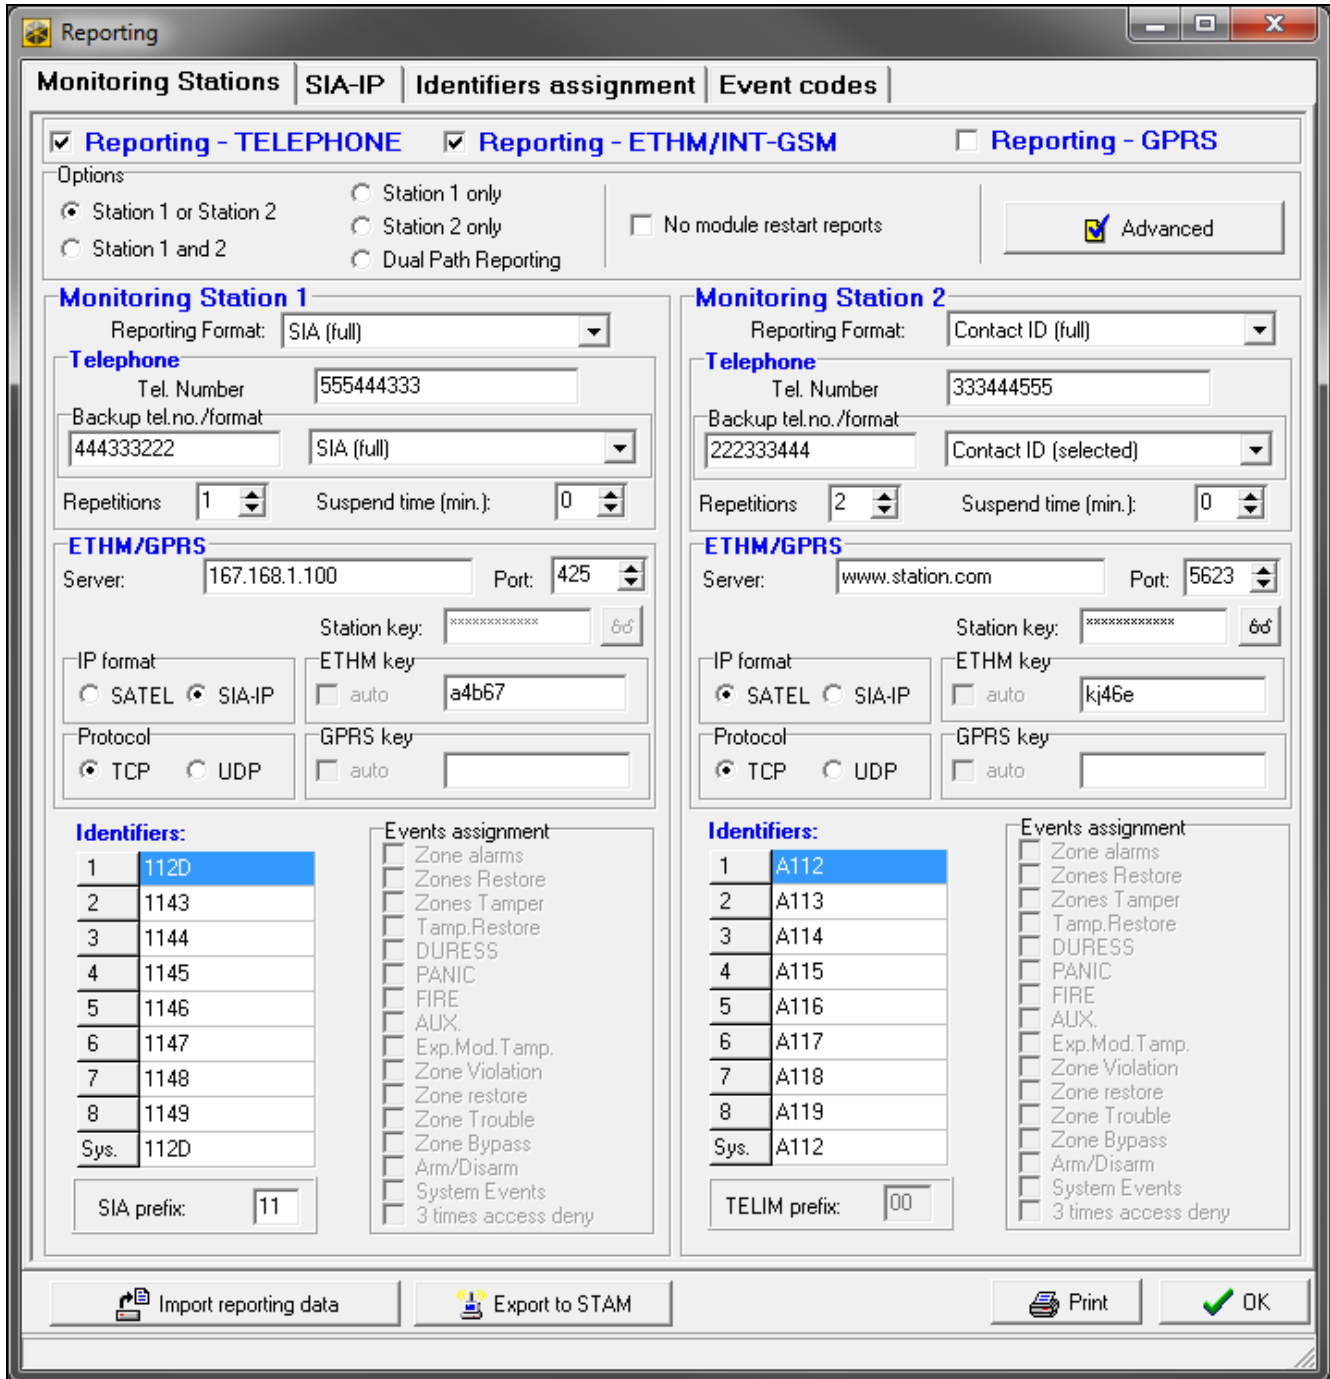 Reporting
Monitoring Stations SIA-IP Identifiers assignment Event codes
Reporting - TELEPHONE Reporting - ETHM/INT-GSM Reporting - GPRS
Options
Station 1 or Station 2
Station 1 and 2
Station 1 only
Station 2 only
Dual Path Reporting
No module restart reports
Advanced
Monitoring Station 1
Reporting Format: SIA (full)
Telephone
Tel. Number 555444333
Backup tel.no./format
444333222 SIA (full)
Repetitions 1 Suspend time (min.): 0
ETHM/GPRS
Server: 167.168.1.100 Port: 425
Station key: ************
IP format
SATEL SIA-IP
ETHM key
auto a4b67
Protocol
TCP UDP
GPRS key
auto
Identifiers:
1 112D
2 1143
3 1144
4 1145
5 1146
6 1147
7 1148
8 1149
Sys. 112D
SIA prefix: 11
Events assignment
Zone alarms
Zones Restore
Zones Tamper
Tamp.Restore
DURESS
PANIC
FIRE
AUX.
Exp.Mod.Tamp.
Zone Violation
Zone restore
Zone Trouble
Zone Bypass
Arm/Disarm
System Events
3 times access deny
Monitoring Station 2
Reporting Format: Contact ID (full)
Telephone
Tel. Number 333444555
Backup tel.no./format
222333444 Contact ID (selected)
Repetitions 2 Suspend time (min.): 0
ETHM/GPRS
Server: www.station.com Port: 5623
Station key: ************
IP format
SATEL SIA-IP
ETHM key
auto kj46e
Protocol
TCP UDP
GPRS key
auto
Identifiers:
1 A112
2 A113
3 A114
4 A115
5 A116
6 A117
7 A118
8 A119
Sys. A112
TELIM prefix: 00
Events assignment
Zone alarms
Zones Restore
Zones Tamper
Tamp.Restore
DURESS
PANIC
FIRE
AUX.
Exp.Mod.Tamp.
Zone Violation
Zone restore
Zone Trouble
Zone Bypass
Arm/Disarm
System Events
3 times access deny
Import reporting data Export to STAM Print OK